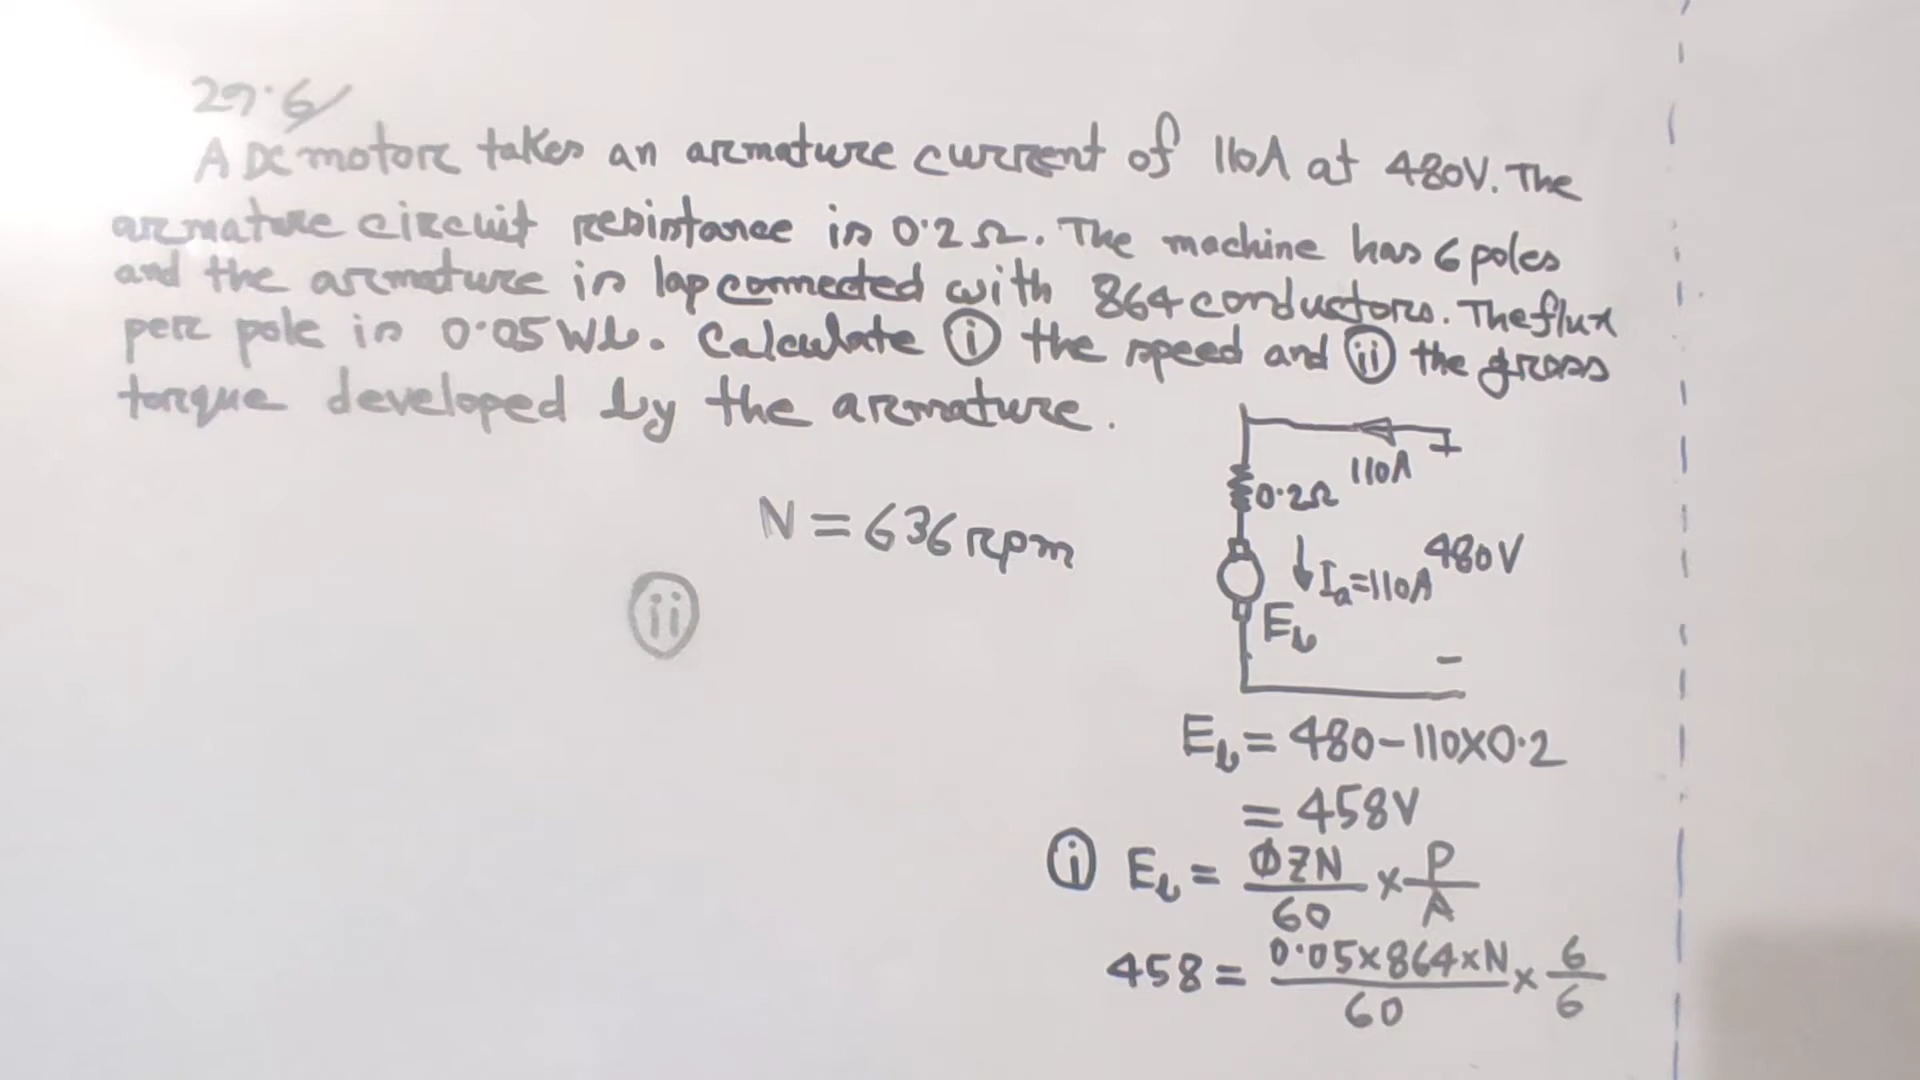 29.6
A DC motor takes an armature current of 110A at 480V. The
armature circuit resistance is 0.2Ω. The machine has 6 poles
and the armature is lap connected with 864 conductors. The flux
per pole is 0.05 Wb. Calculate (i) the speed and (ii) the gross
torque developed by the armature.
110A
0.2Ω
N = 636 rpm
480V
Ia=110A
Eb
(ii)
-
Eb = 480-110×0.2
= 458V
(i) Eb = ØZN/60 × P/A
458 = 0.05×864×N/60 × 6/6